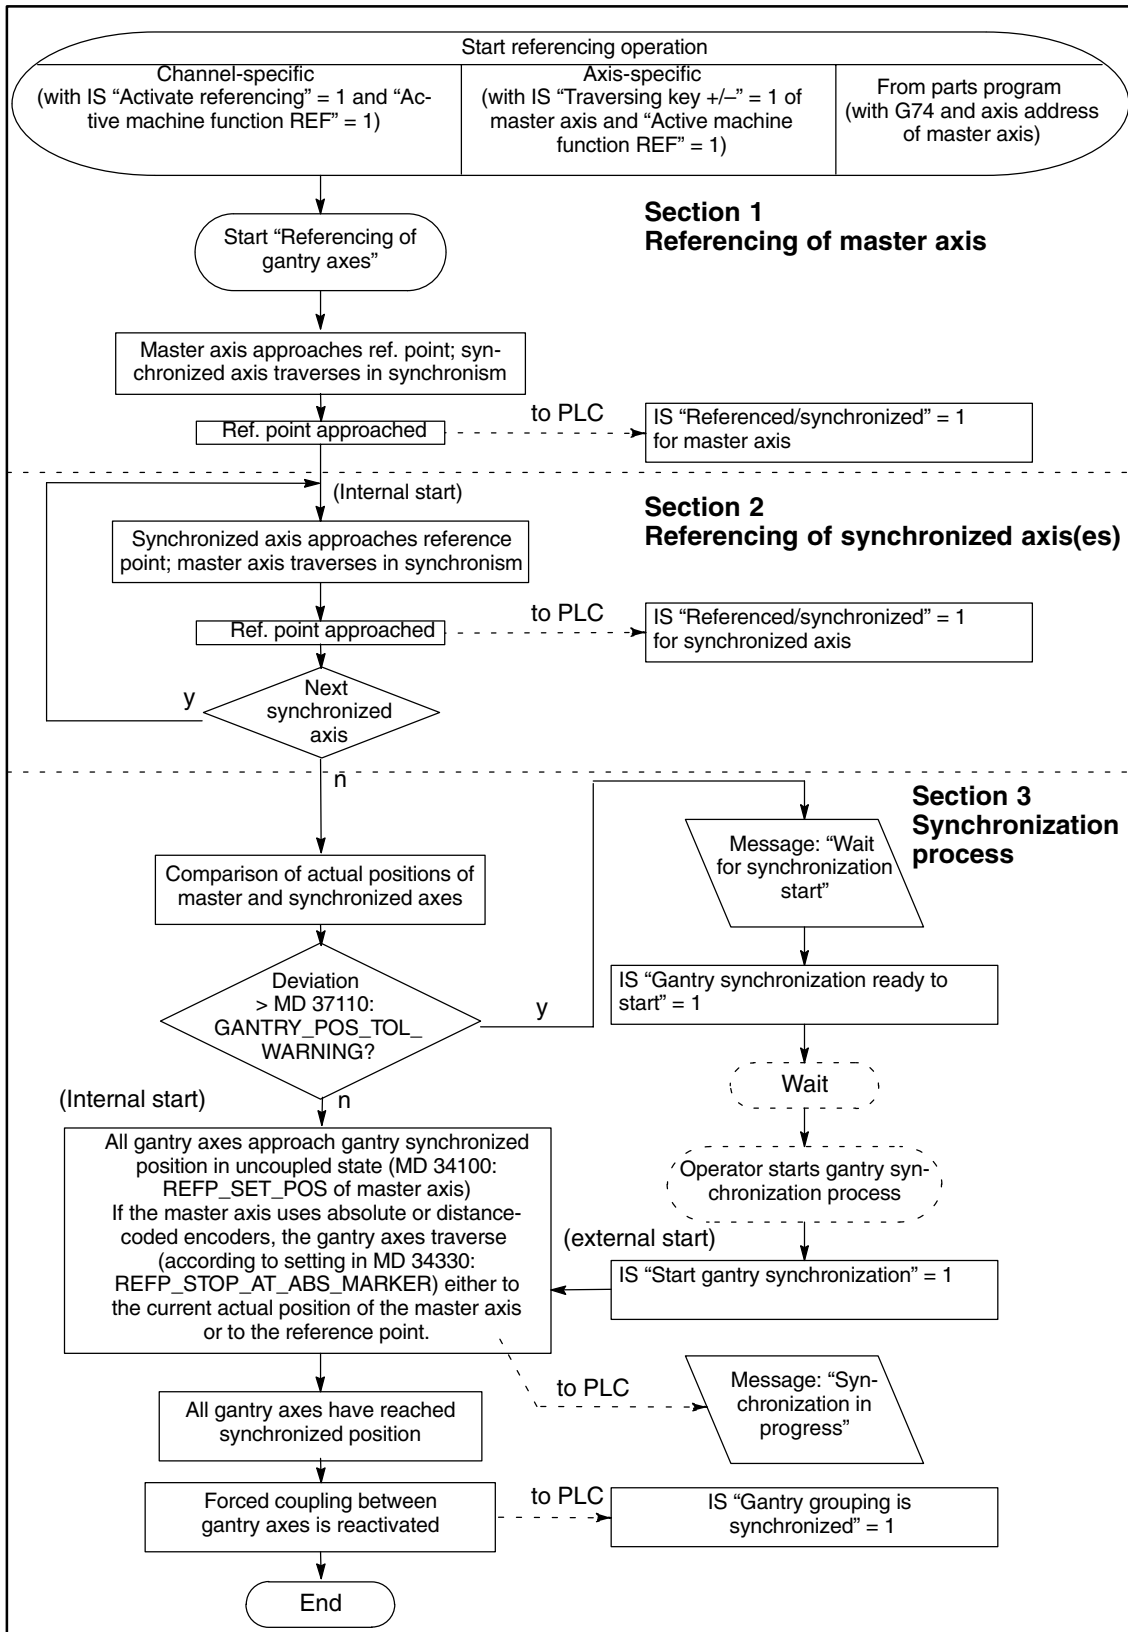 Start referencing operation
Channel-specific
(with IS “Activate referencing” = 1 and “Ac-
tive machine function REF” = 1)
Axis-specific
(with IS “Traversing key +/–” = 1 of
master axis and “Active machine
function REF” = 1)
From parts program
(with G74 and axis address
of master axis)
Section 1
Referencing of master axis
Start “Referencing of
gantry axes”
Master axis approaches ref. point; syn-
chronized axis traverses in synchronism
Ref. point approached
to PLC
IS “Referenced/synchronized” = 1
for master axis
(Internal start)
Section 2
Referencing of synchronized axis(es)
Synchronized axis approaches reference
point; master axis traverses in synchronism
Ref. point approached
to PLC
IS “Referenced/synchronized” = 1
for synchronized axis
y
Next
synchronized
axis
n
Section 3
Synchronization
process
Message: “Wait
for synchronization
start”
Comparison of actual positions of
master and synchronized axes
Deviation
> MD 37110:
GANTRY_POS_TOL_
WARNING?
y
IS “Gantry synchronization ready to
start” = 1
Wait
(Internal start)
n
All gantry axes approach gantry synchronized
position in uncoupled state (MD 34100:
REFP_SET_POS of master axis)
If the master axis uses absolute or distance-
coded encoders, the gantry axes traverse
(according to setting in MD 34330:
REFP_STOP_AT_ABS_MARKER) either to
the current actual position of the master axis
or to the reference point.
Operator starts gantry syn-
chronization process
(external start)
IS “Start gantry synchronization” = 1
to PLC
Message: “Syn-
chronization in
progress”
All gantry axes have reached
synchronized position
Forced coupling between
gantry axes is reactivated
to PLC
IS “Gantry grouping is
synchronized” = 1
End